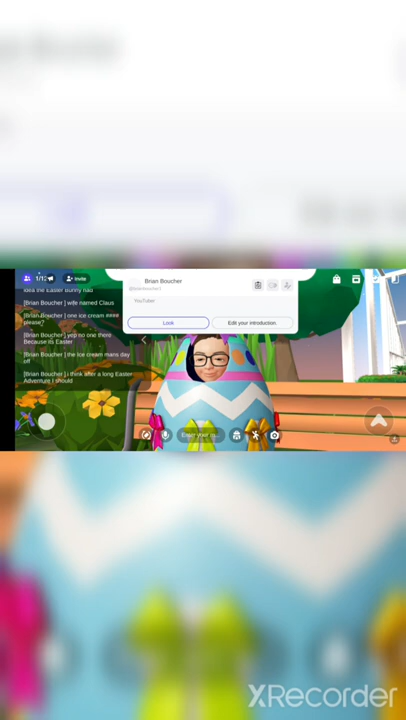 1/12
Invite
Brian Boucher
YouTuber
Look
Edit your introduction.
idea the Easter Bunny had
[Brian Boucher ] wife named Claus
[Brian Boucher ] one ice cream ####
please?
[Brian Boucher ] yep no one there
Because its Easter
[Brian Boucher ] the ice cream mans day
off
[Brian Boucher ] i think after a long Easter
Adventure I should
XRecorder